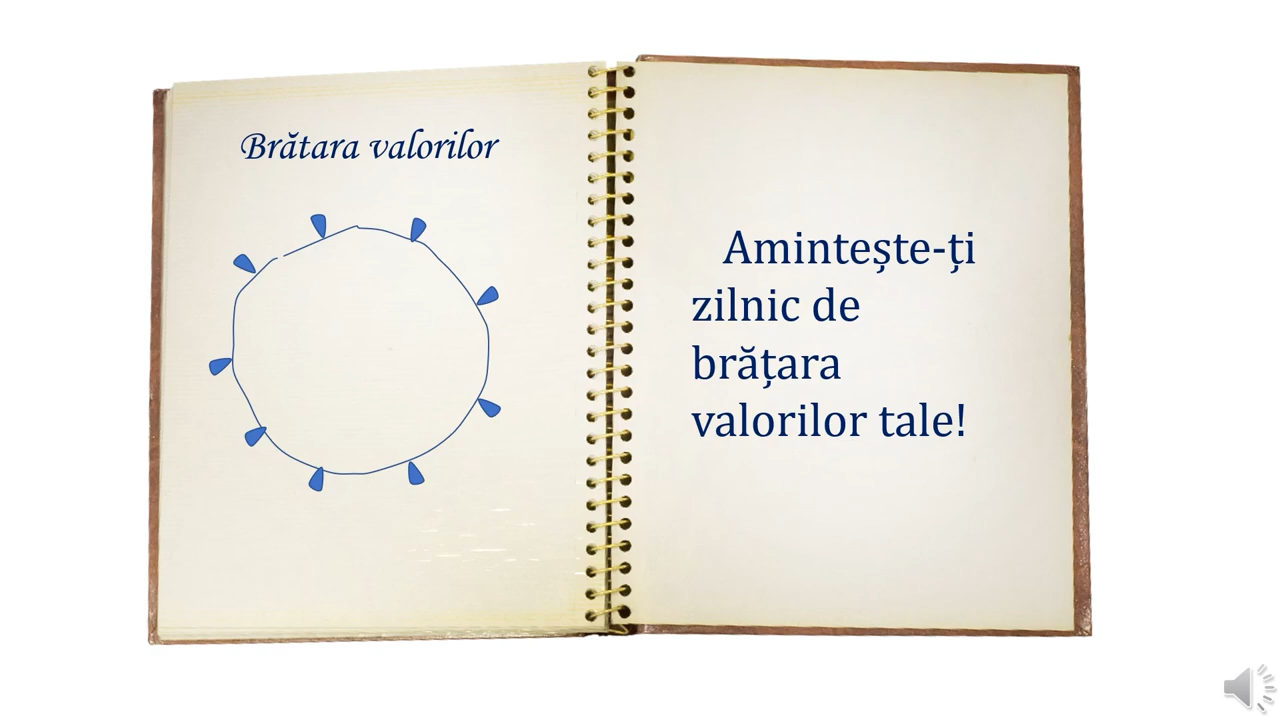 Brătara valorilor
Amintește-ți
zilnic de
brățara
valorilor tale!